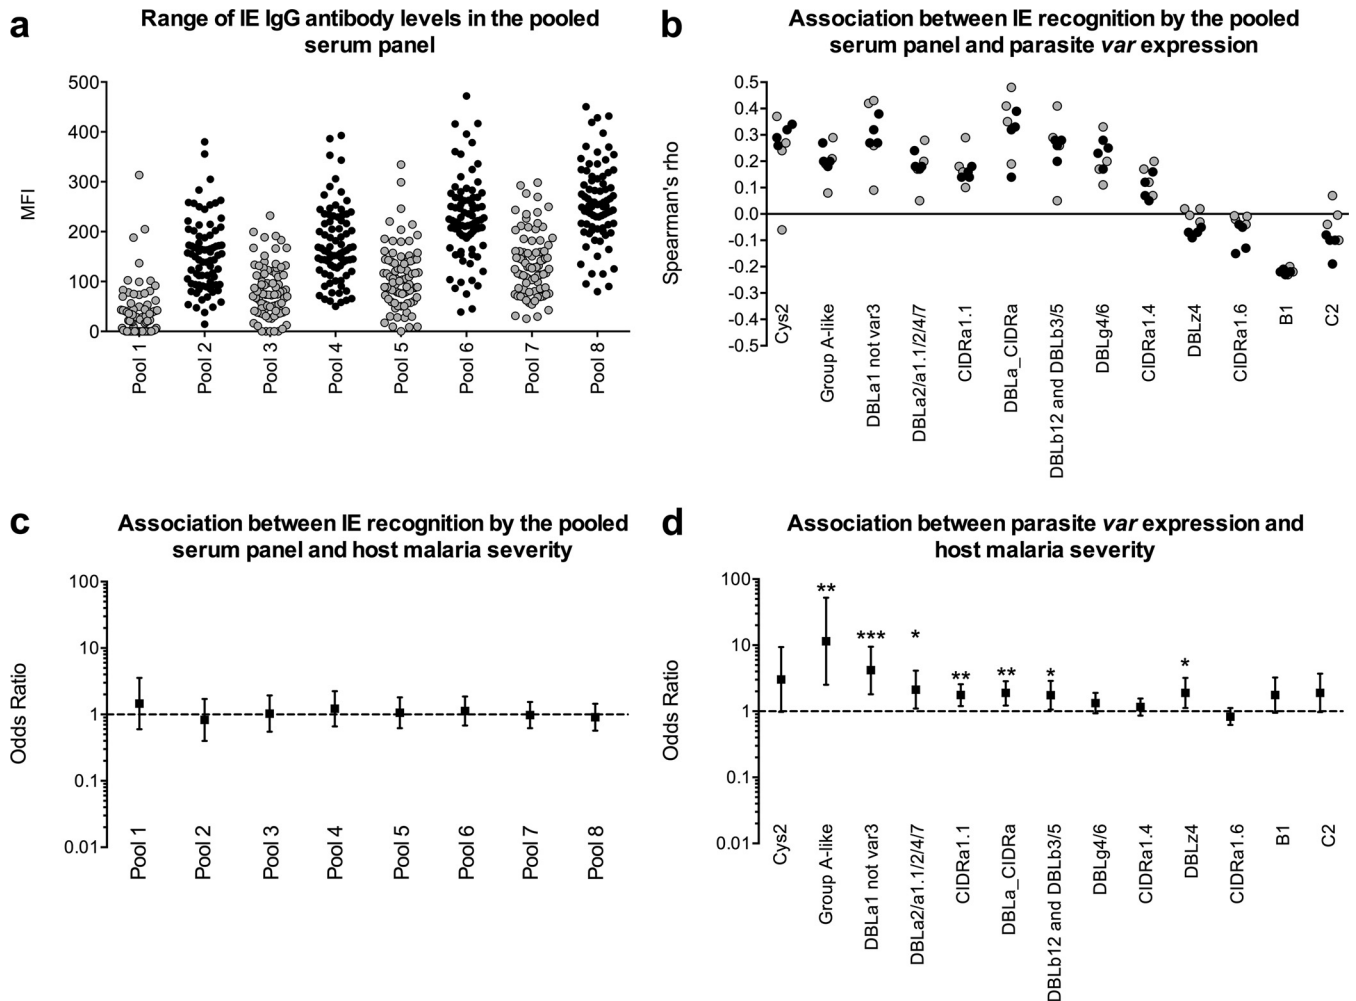 a
Range of IE IgG antibody levels in the pooled
serum panel
MFI
500
400
300
200
100
0
Pool 1
Pool 2
Pool 3
Pool 4
Pool 5
Pool 6
Pool 7
Pool 8
b
Association between IE recognition by the pooled
serum panel and parasite var expression
Spearman's rho
0.5
0.4
0.3
0.2
0.1
0.0
-0.1
-0.2
-0.3
-0.4
-0.5
Cys2
Group A-like
DBLa1 not var3
DBLa2/a1.1/2/4/7
CIDRa1.1
DBLa_CIDRa
DBLb12 and DBLb3/5
DBLg4/6
CIDRa1.4
DBLz4
CIDRa1.6
B1
C2
c
Association between IE recognition by the pooled
serum panel and host malaria severity
Odds Ratio
100
10
1
0.1
0.01
Pool 1
Pool 2
Pool 3
Pool 4
Pool 5
Pool 6
Pool 7
Pool 8
d
Association between parasite var expression and
host malaria severity
Odds Ratio
100
10
1
0.1
0.01
**
***
*
**
**
*
*
Cys2
Group A-like
DBLa1 not var3
DBLa2/a1.1/2/4/7
CIDRa1.1
DBLa_CIDRa
DBLb12 and DBLb3/5
DBLg4/6
CIDRa1.4
DBLz4
CIDRa1.6
B1
C2